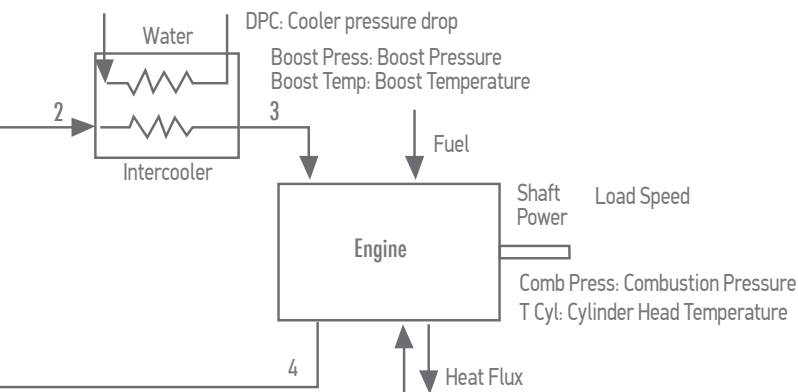 DPC: Cooler pressure drop
Water
Boost Press: Boost Pressure
Boost Temp: Boost Temperature
2
3
Fuel
Intercooler
Shaft
Power
Load Speed
Engine
Comb Press: Combustion Pressure
T Cyl: Cylinder Head Temperature
4
Heat Flux